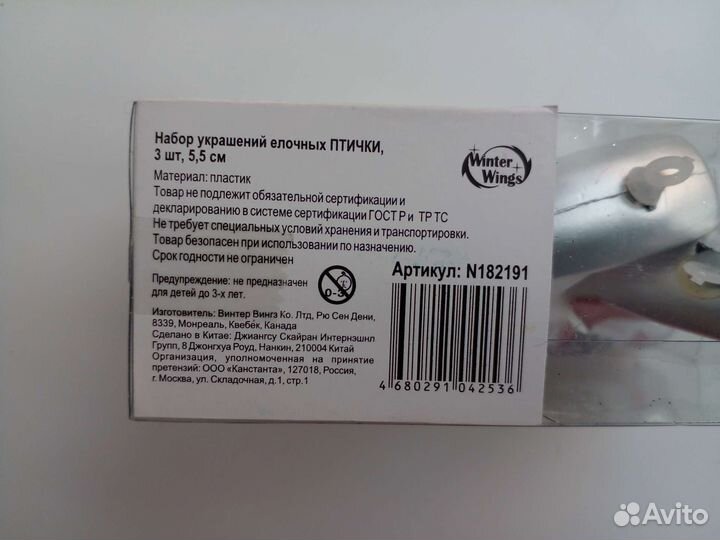 Набор украшений елочных ПТИЧКИ,
3 шт, 5,5 см
Winter
Wings
Материал: пластик
Товар не подлежит обязательной сертификации и
декларированию в системе сертификации ГОСТ Р и ТР ТС
Не требует специальных условий хранения и транспортировки.
Товар безопасен при использовании по назначению.
Срок годности не ограничен
Артикул: N182191
Предупреждение: не предназначен
для детей до 3-х лет.
0-3
Изготовитель: Винтер Вингз Ко. Лтд, Рю Сен Дени,
8339, Монреаль, Квебек, Канада
Сделано в Китае: Джиангсу Скайран Интернэшнл
Групп, 8 Джонгхуа Роуд, Нанкин, 210004 Китай
Организация, уполномоченная на принятие
претензий: ООО «Канстанта», 127018, Россия,
г. Москва, ул. Складочная, д.1, стр.1
4 680291 042536
Avito